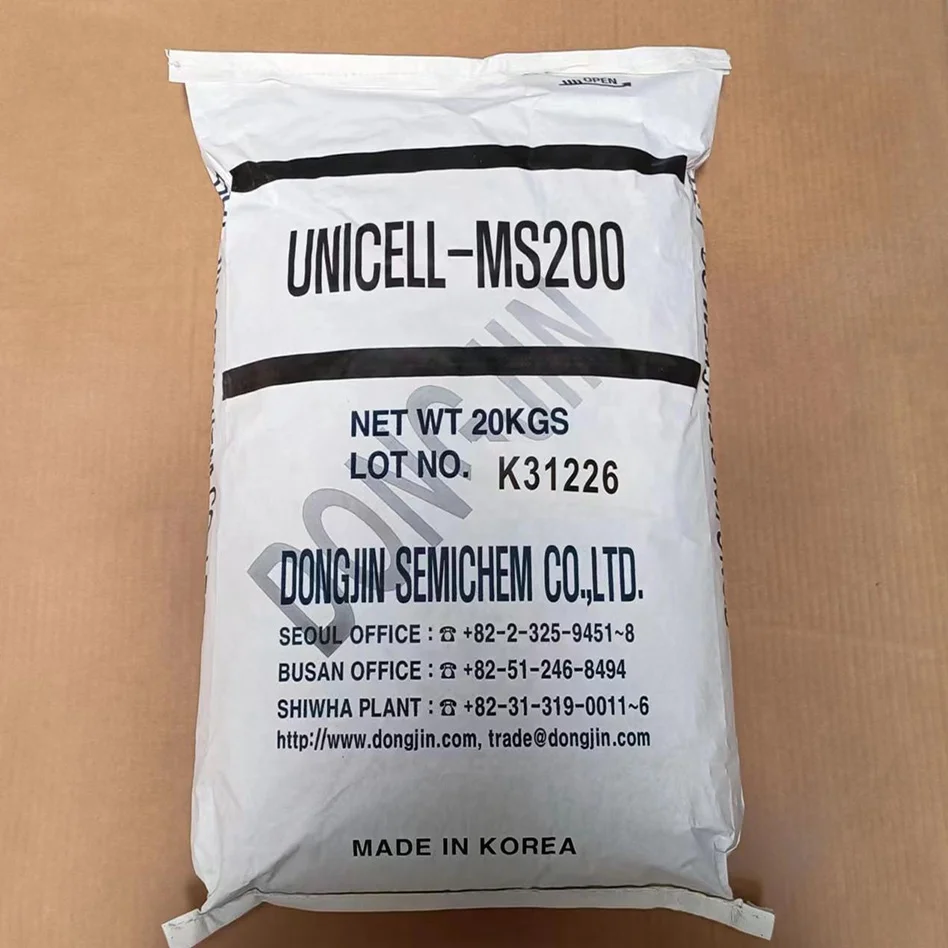 OPEN
UNICELL-MS200
DONGJIN
NET WT 20KGS
LOT NO. K31226
DONGJIN SEMICHEM CO.,LTD.
SEOUL OFFICE : ☎ +82-2-325-9451~8
BUSAN OFFICE : ☎ +82-51-246-8494
SHIWHA PLANT : ☎ +82-31-319-0011~6
http://www.dongjin.com, trade@dongjin.com
MADE IN KOREA